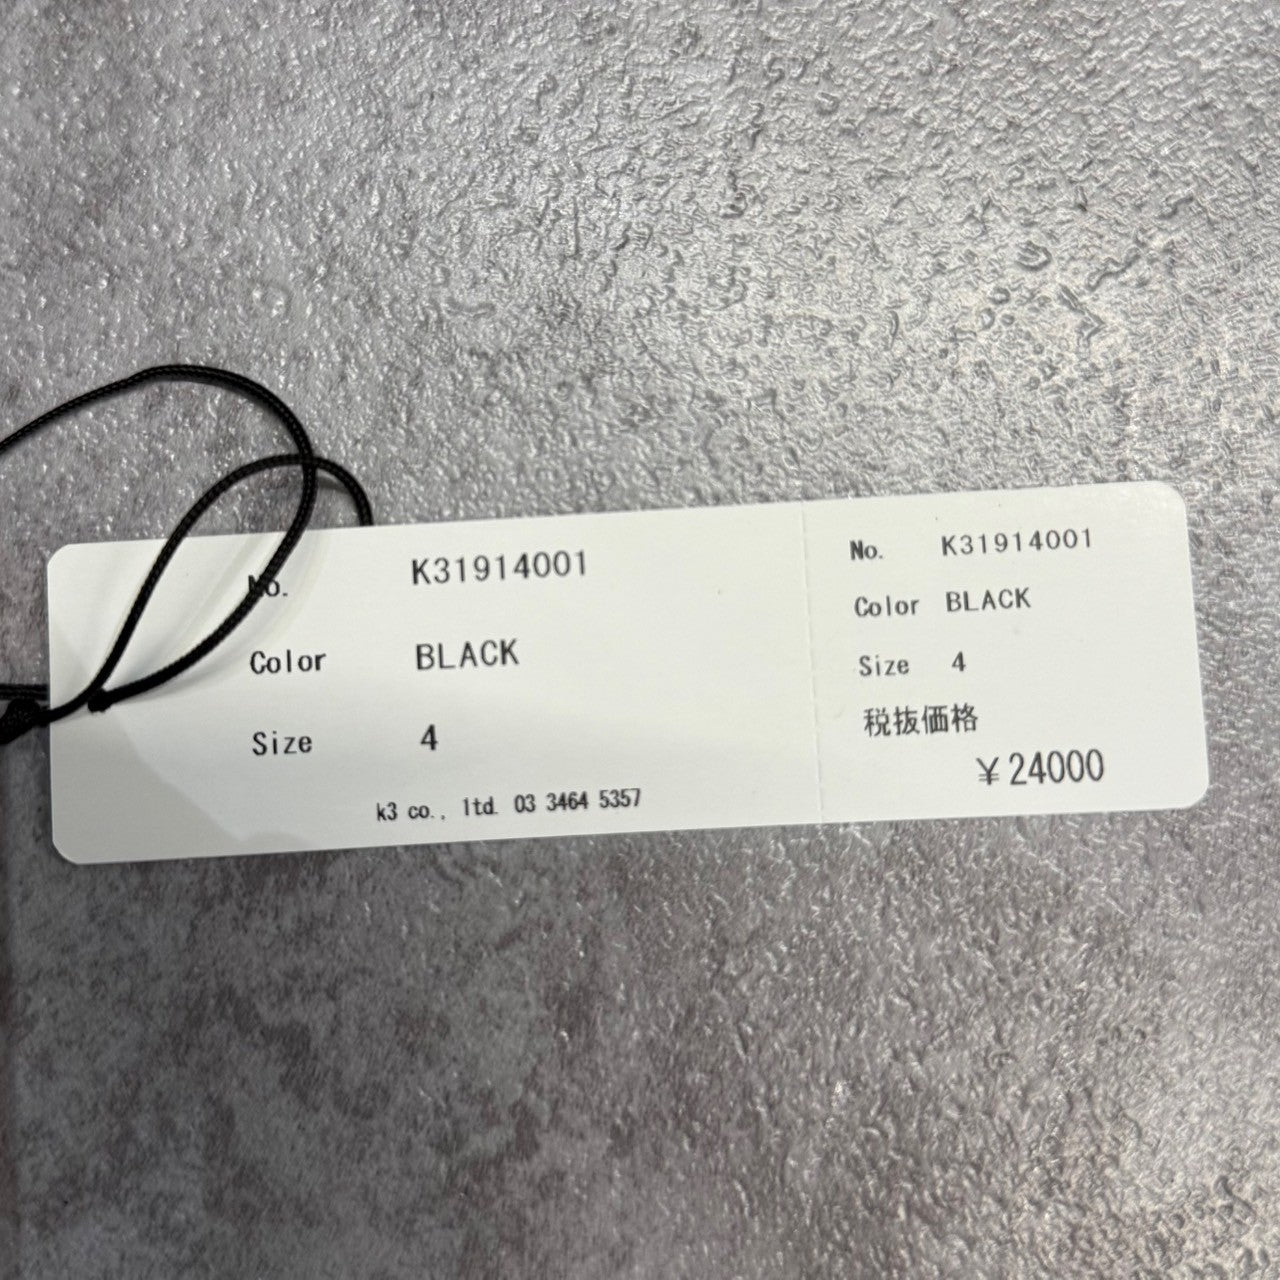 No. K31914001
Color BLACK
Size 4
k3 co., ltd. 03 3464 5357
No. K31914001
Color BLACK
Size 4
税抜価格
¥24000